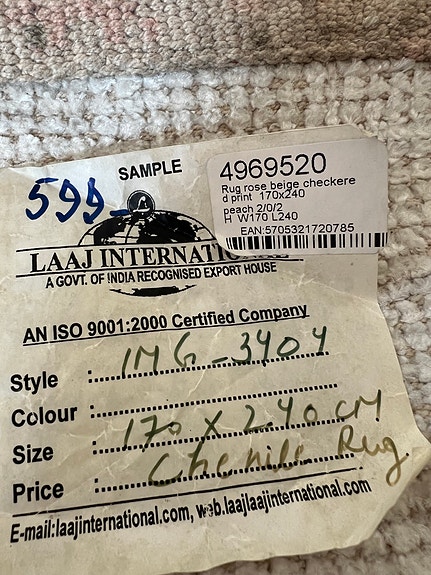 SAMPLE
599-
4969520
Rug rose beige checkere
d print 170x240
peach 2/0/2
H W170 L240
EAN:5705321720785
LAAJ INTERNATIONAL
A GOVT. OF INDIA RECOGNISED EXPORT HOUSE
AN ISO 9001:2000 Certified Company
Style : IMG-3404
Colour :
Size : 170 X 2.40 CM
Price : Chenille Rug
E-mail:laajinternational.com, web.laajlaajinternational.com